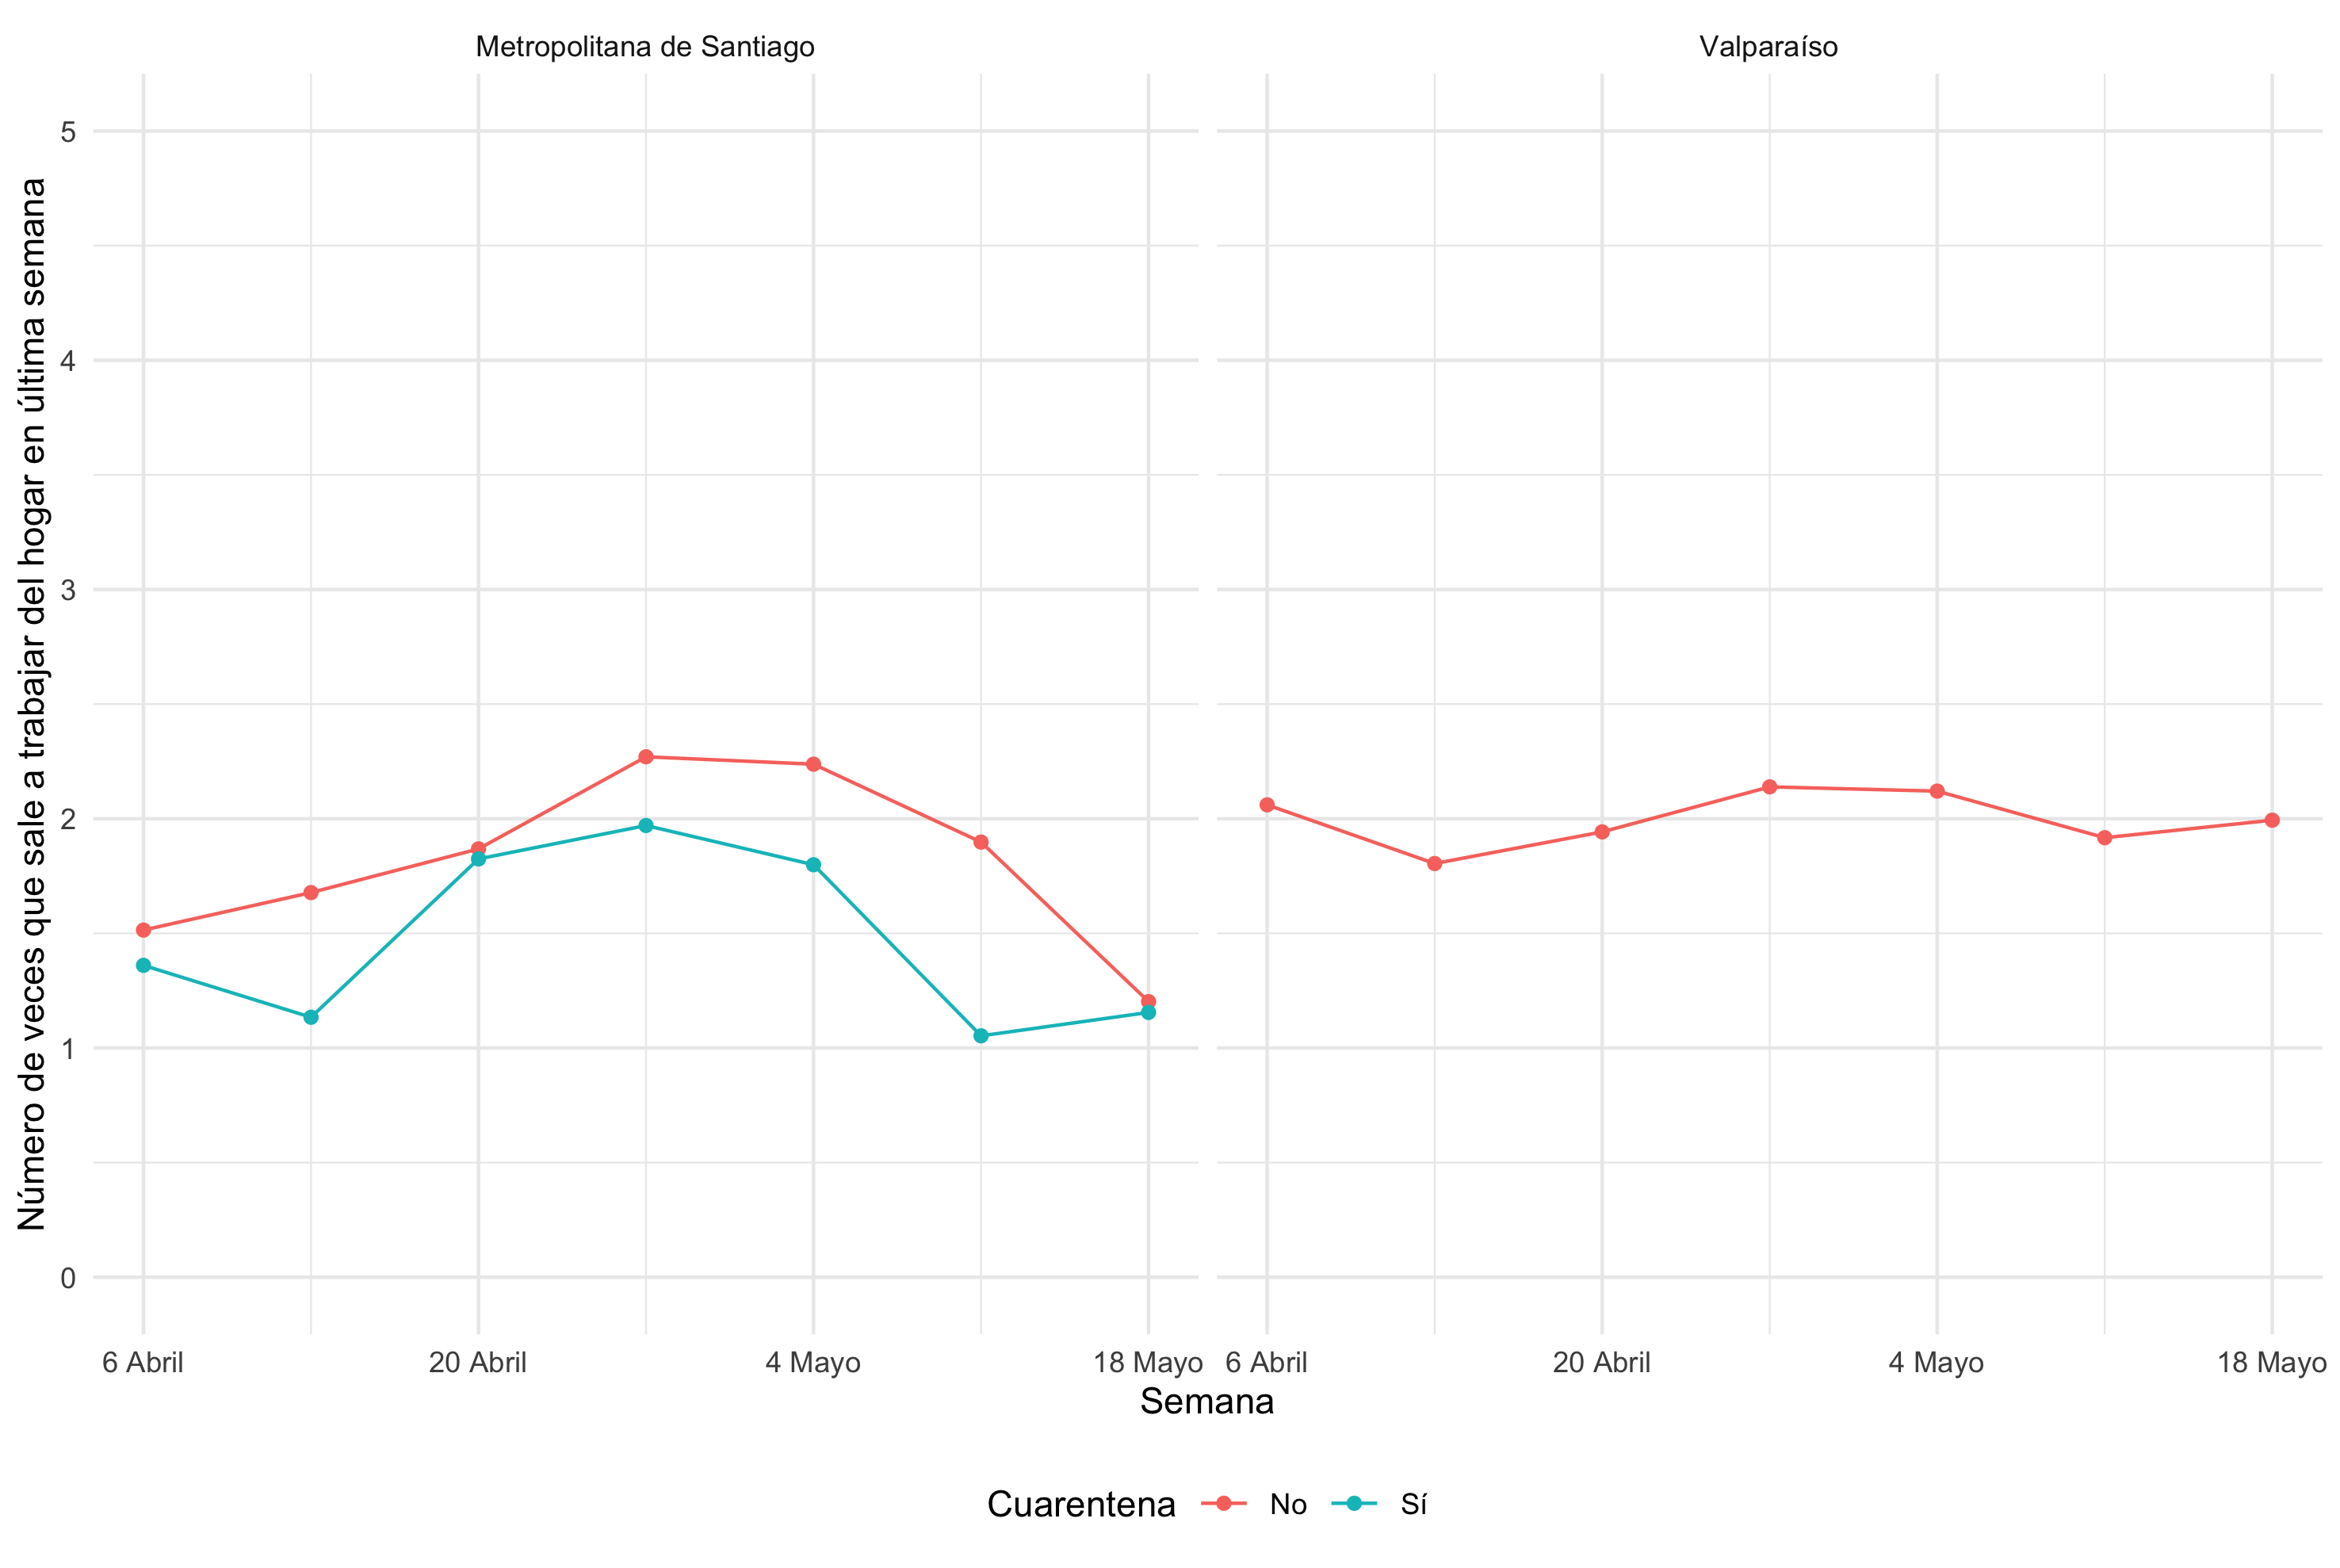 Metropolitana de Santiago
Valparaíso
Número de veces que sale a trabajar del hogar en última semana
5
4
3
2
1
0
6 Abril
20 Abril
4 Mayo
18 Mayo
6 Abril
20 Abril
4 Mayo
18 Mayo
Semana
Cuarentena No Sí